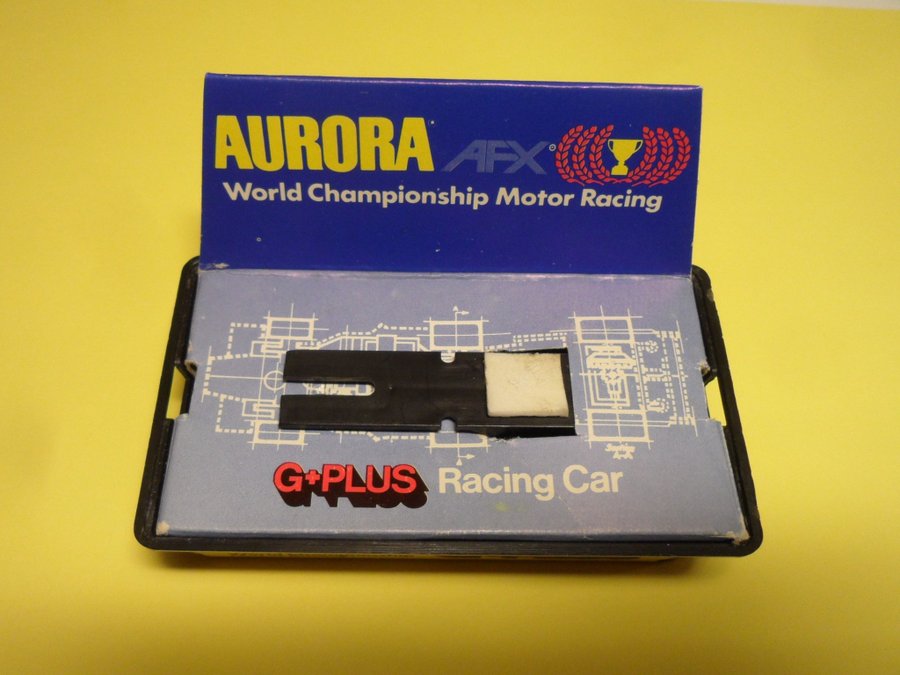 AURORA AFX
World Championship Motor Racing
G+PLUS Racing Car